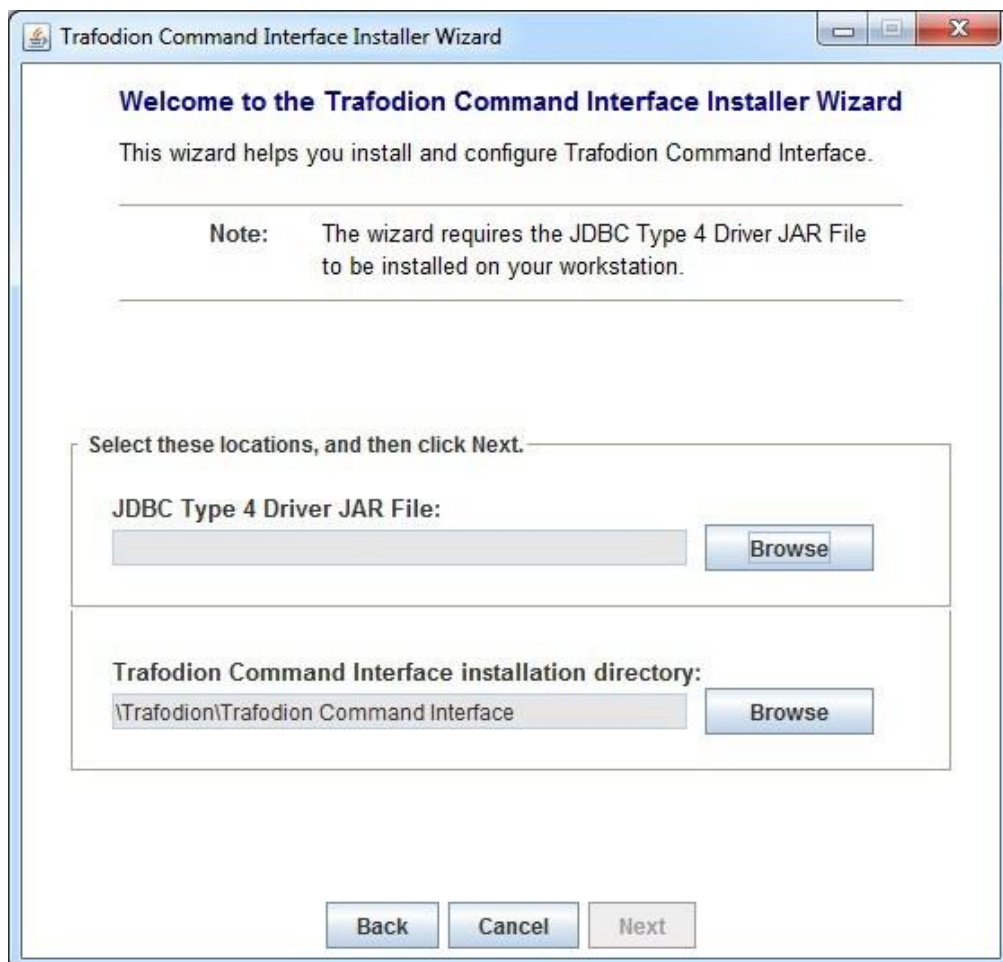 Trafodion Command Interface Installer Wizard
Welcome to the Trafodion Command Interface Installer Wizard
This wizard helps you install and configure Trafodion Command Interface.
Note: The wizard requires the JDBC Type 4 Driver JAR File
to be installed on your workstation.
Select these locations, and then click Next.
JDBC Type 4 Driver JAR File:
Browse
Trafodion Command Interface installation directory:
\Trafodion\Trafodion Command Interface Browse
Back Cancel Next